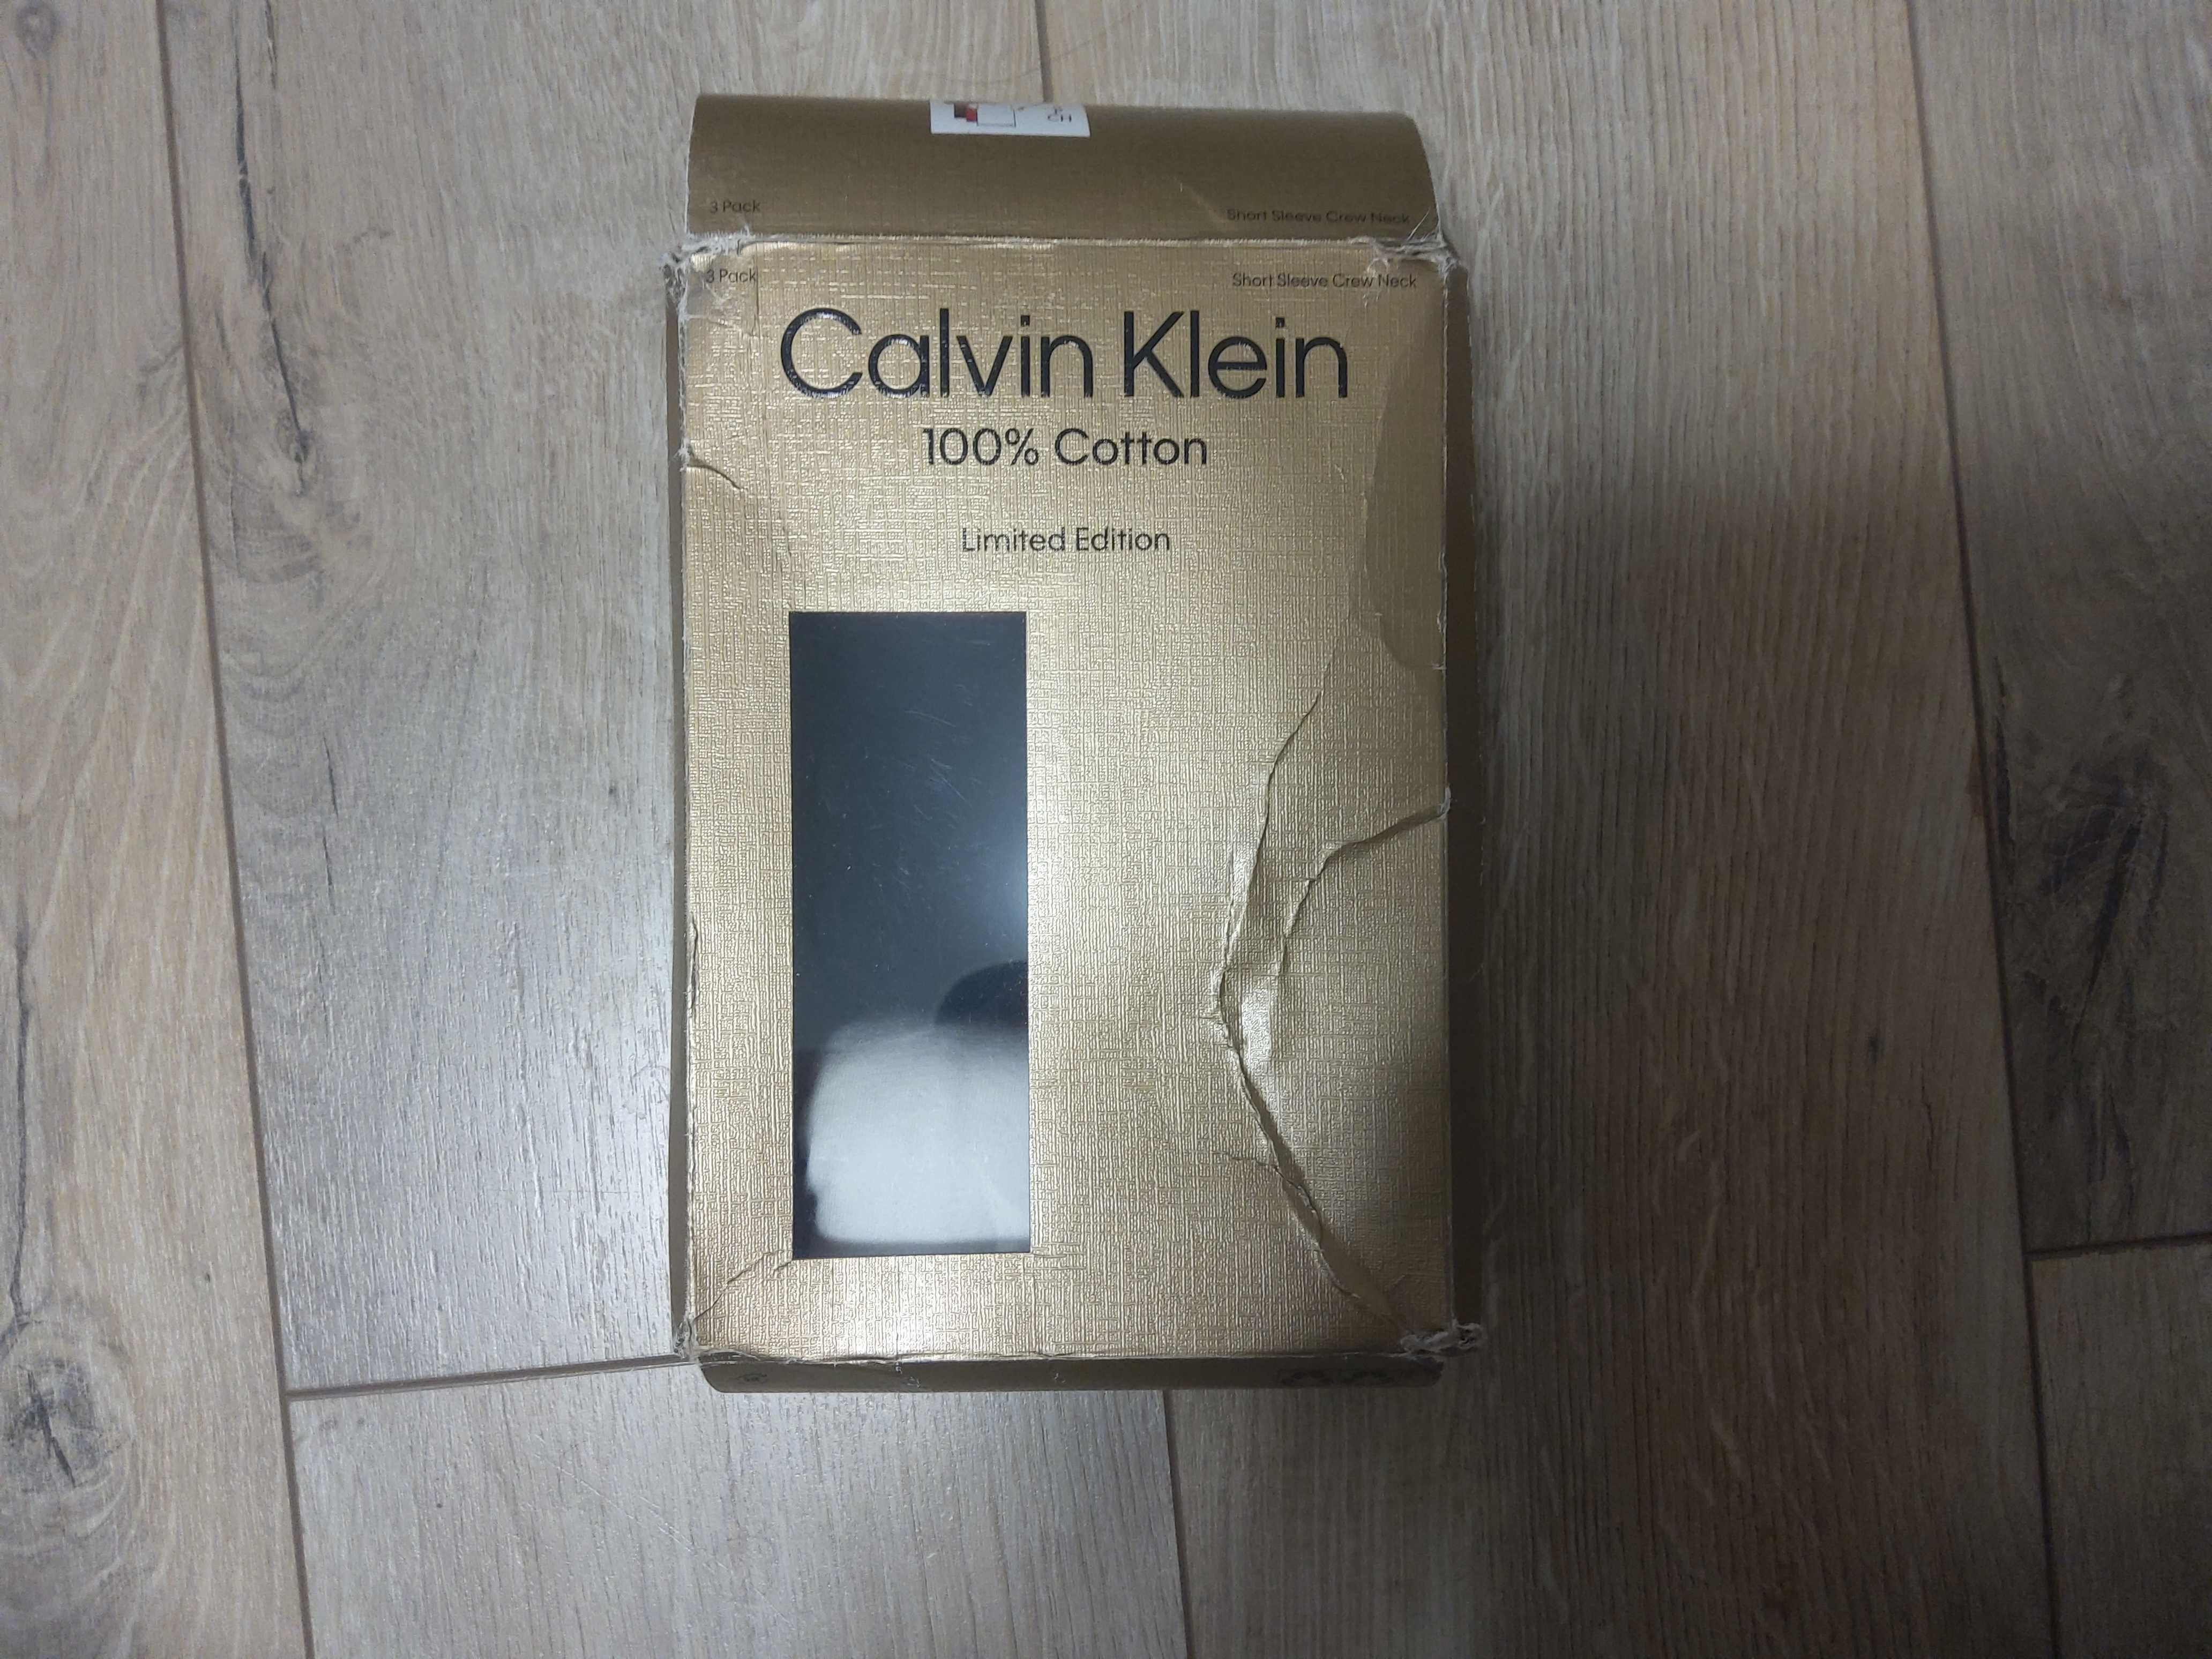 3 Pack
Short Sleeve Crew Neck
3 Pack
Short Sleeve Crew Neck
Calvin Klein
100% Cotton
Limited Edition